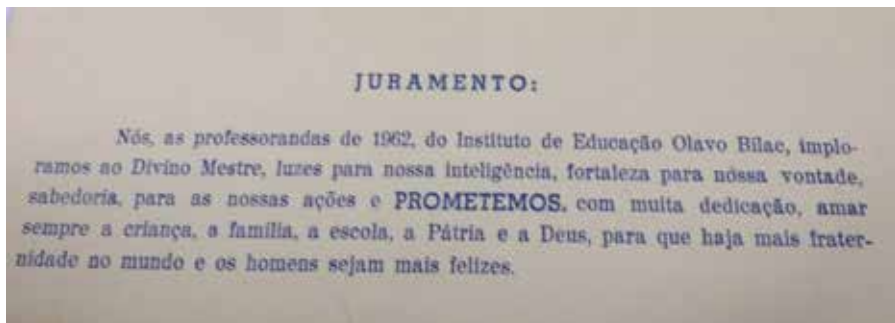 JURAMENTO:
Nós, as professorandas de 1962, do Instituto de Educação Olavo Bilac, implo-
ramos ao Divino Mestre, luzes para nossa inteligência, fortaleza para nossa vontade,
sabedoria, para as nossas ações e PROMETEMOS, com muita dedicação, amar
sempre a criança, a família, a escola, a Pátria e a Deus, para que haja mais frater-
nidade no mundo e os homens sejam mais felizes.